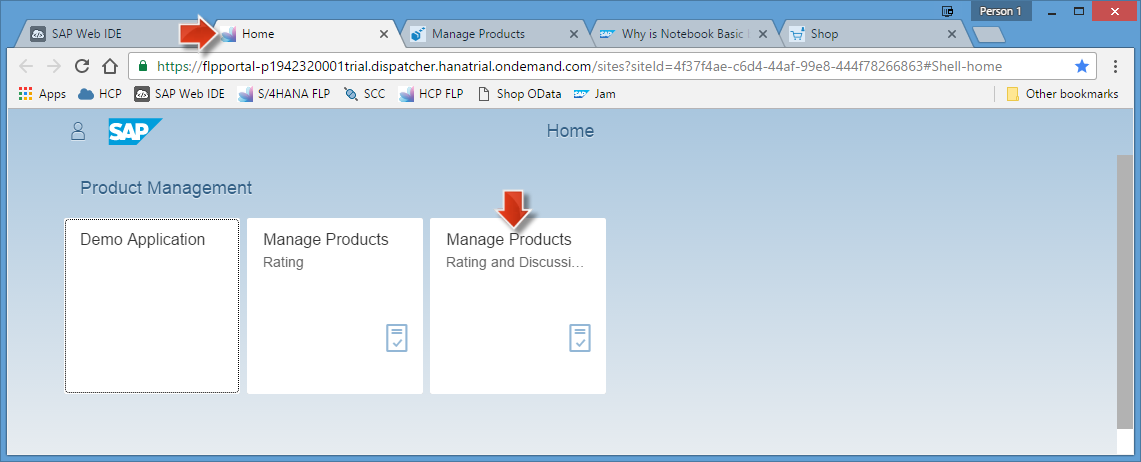 Person 1
SAP Web IDE
Home
Manage Products
Why is Notebook Basic
Shop
https://flpportal-p1942320001trial.dispatcher.hanatrial.ondemand.com/sites?siteId=4f37f4ae-c6d4-44af-99e8-444f78266863#Shell-home
Apps HCP SAP Web IDE S/4HANA FLP SCC HCP FLP Shop OData SAP Jam Other bookmarks
SAP Home
Product Management
Demo Application
Manage Products
Rating
Manage Products
Rating and Discussi...